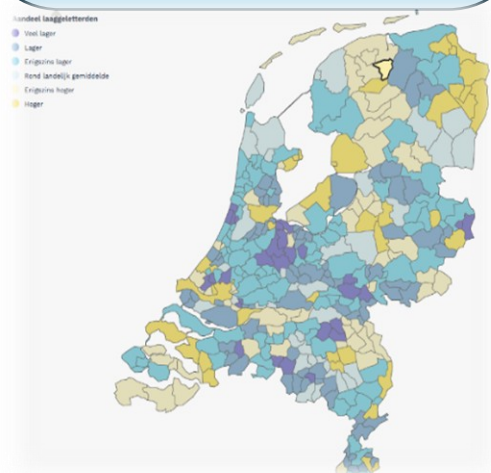 Aandeel laaggeletterden
Veel lager
Lager
Enigszins lager
Rond landelijk gemiddelde
Enigszins hoger
Hoger